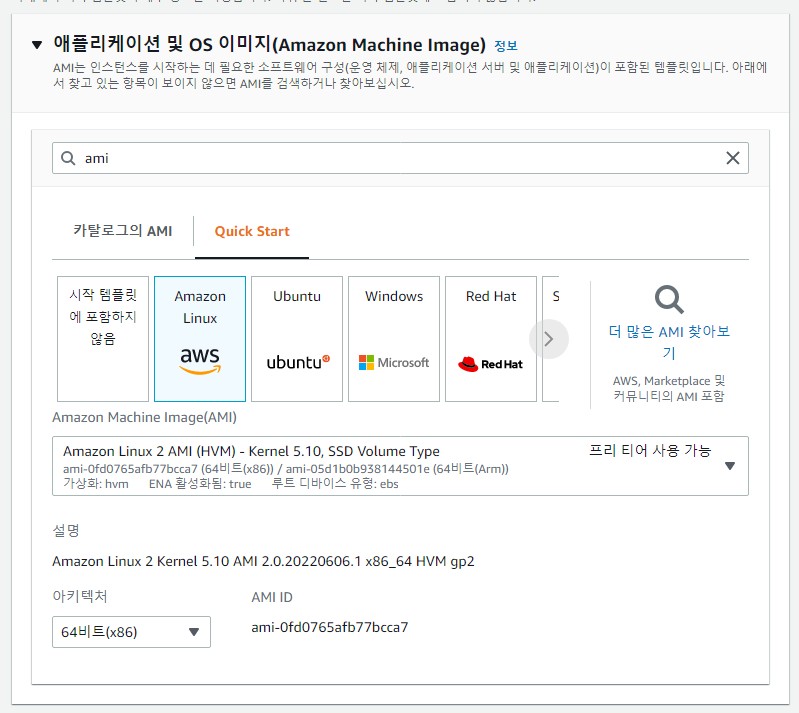 애플리케이션 및 OS 이미지(Amazon Machine Image) 정보
AMI는 인스턴스를 시작하는 데 필요한 소프트웨어 구성(운영 체제, 애플리케이션 서버 및 애플리케이션)이 포함된 템플릿입니다. 아래에
서 찾고 있는 항목이 보이지 않으면 AMI를 검색하거나 찾아보십시오.
ami
카탈로그의 AMI
Quick Start
시작 템플릿
에 포함하지
않음
Amazon
Linux
aws
Ubuntu
ubuntu
Windows
Microsoft
Red Hat
Red Hat
S
더 많은 AMI 찾아보
기
AWS, Marketplace 및
커뮤니티의 AMI 포함
Amazon Machine Image(AMI)
Amazon Linux 2 AMI (HVM) - Kernel 5.10, SSD Volume Type
프리 티어 사용 가능
ami-0fd0765afb77bcca7 (64비트(x86)) / ami-05d1b0b938144501e (64비트(Arm))
가상화: hvm ENA 활성화됨: true 루트 디바이스 유형: ebs
설명
Amazon Linux 2 Kernel 5.10 AMI 2.0.20220606.1 x86_64 HVM gp2
아키텍처
AMI ID
64비트(x86)
ami-0fd0765afb77bcca7